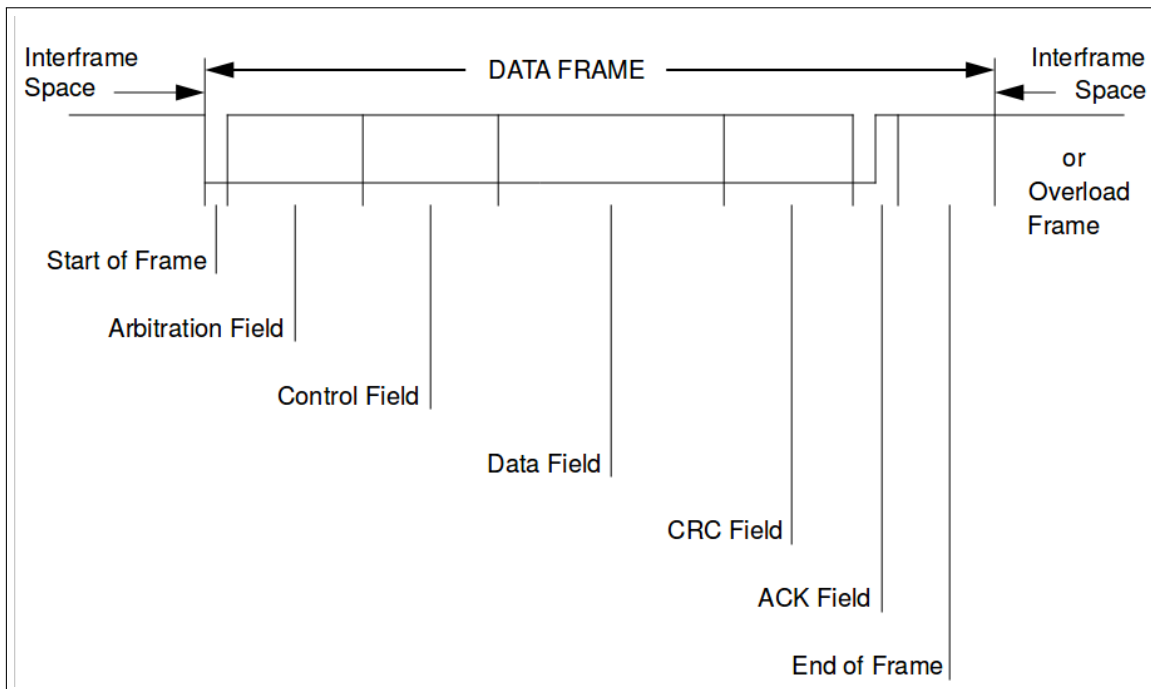 Interframe
Space
DATA FRAME
Interframe
Space
or
Overload
Frame
Start of Frame
Arbitration Field
Control Field
Data Field
CRC Field
ACK Field
End of Frame